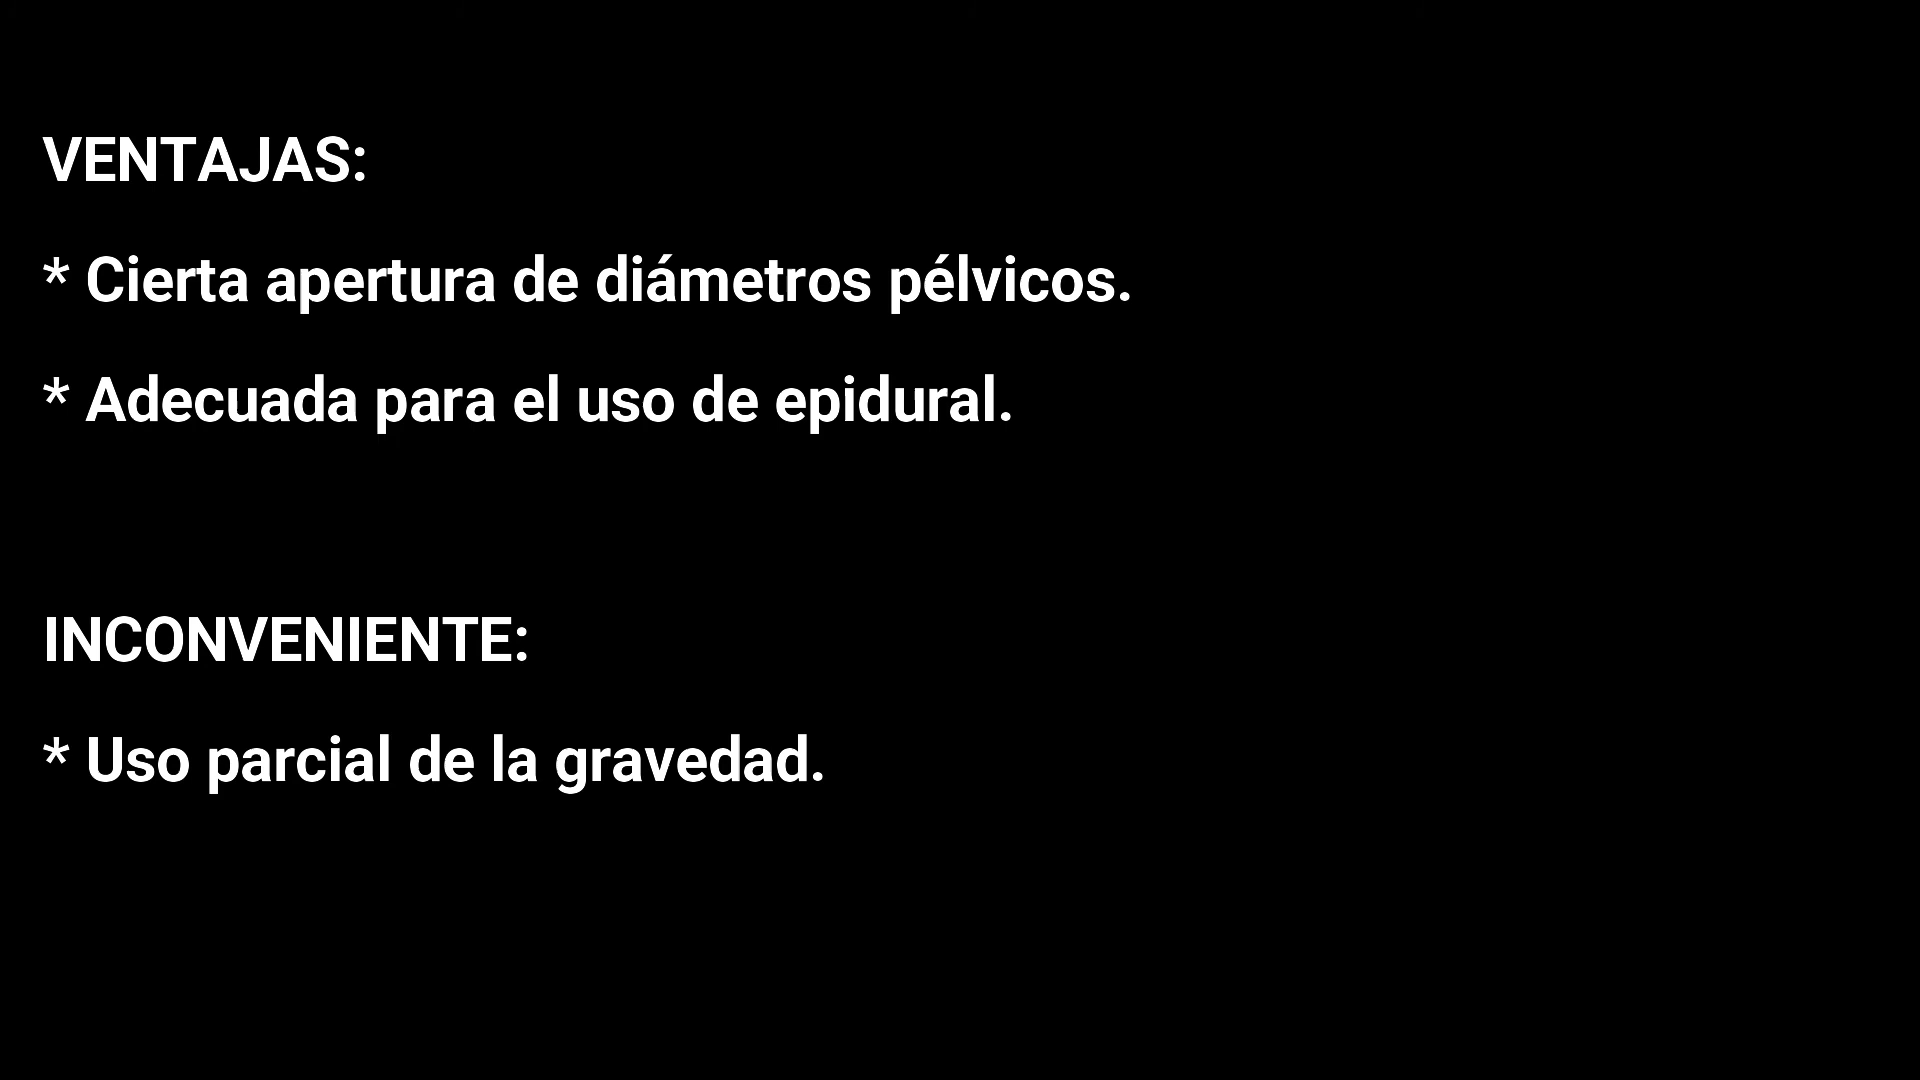 VENTAJAS:
* Cierta apertura de diámetros pélvicos.
* Adecuada para el uso de epidural.
INCONVENIENTE:
* Uso parcial de la gravedad.